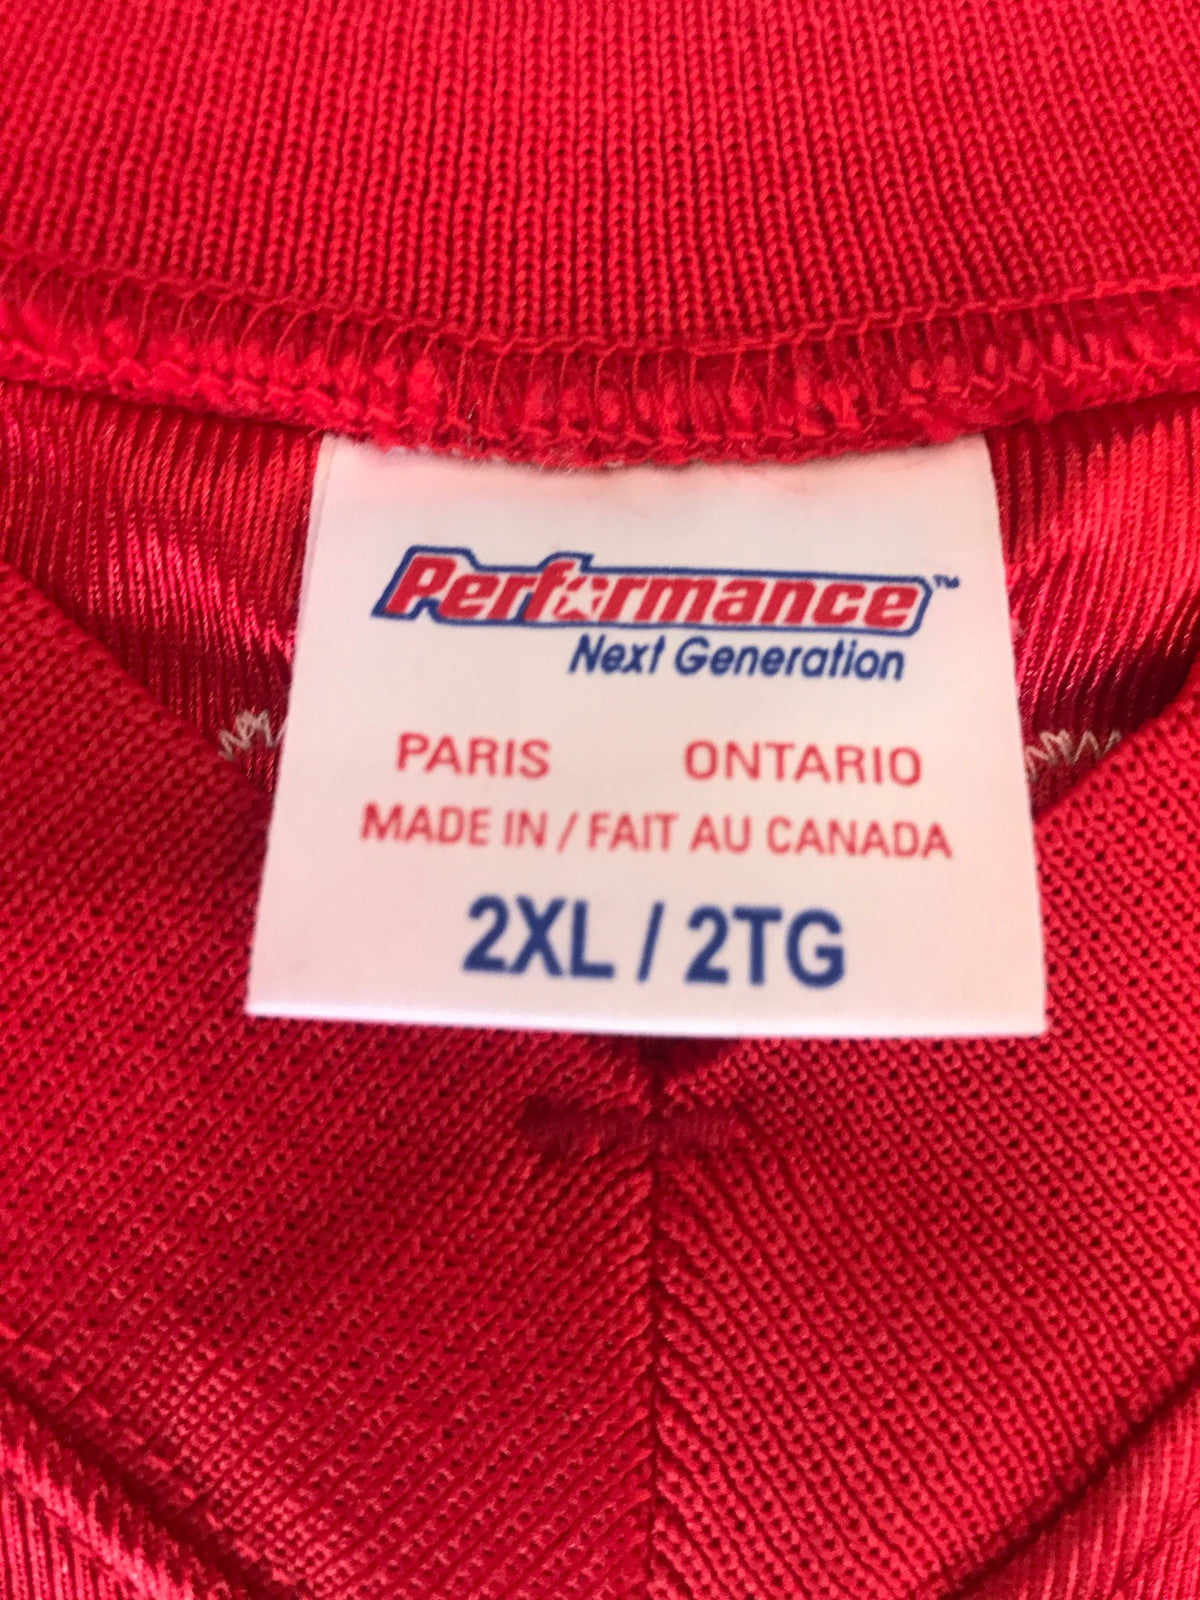 Performance™
Next Generation
PARIS ONTARIO
MADE IN / FAIT AU CANADA
2XL / 2TG